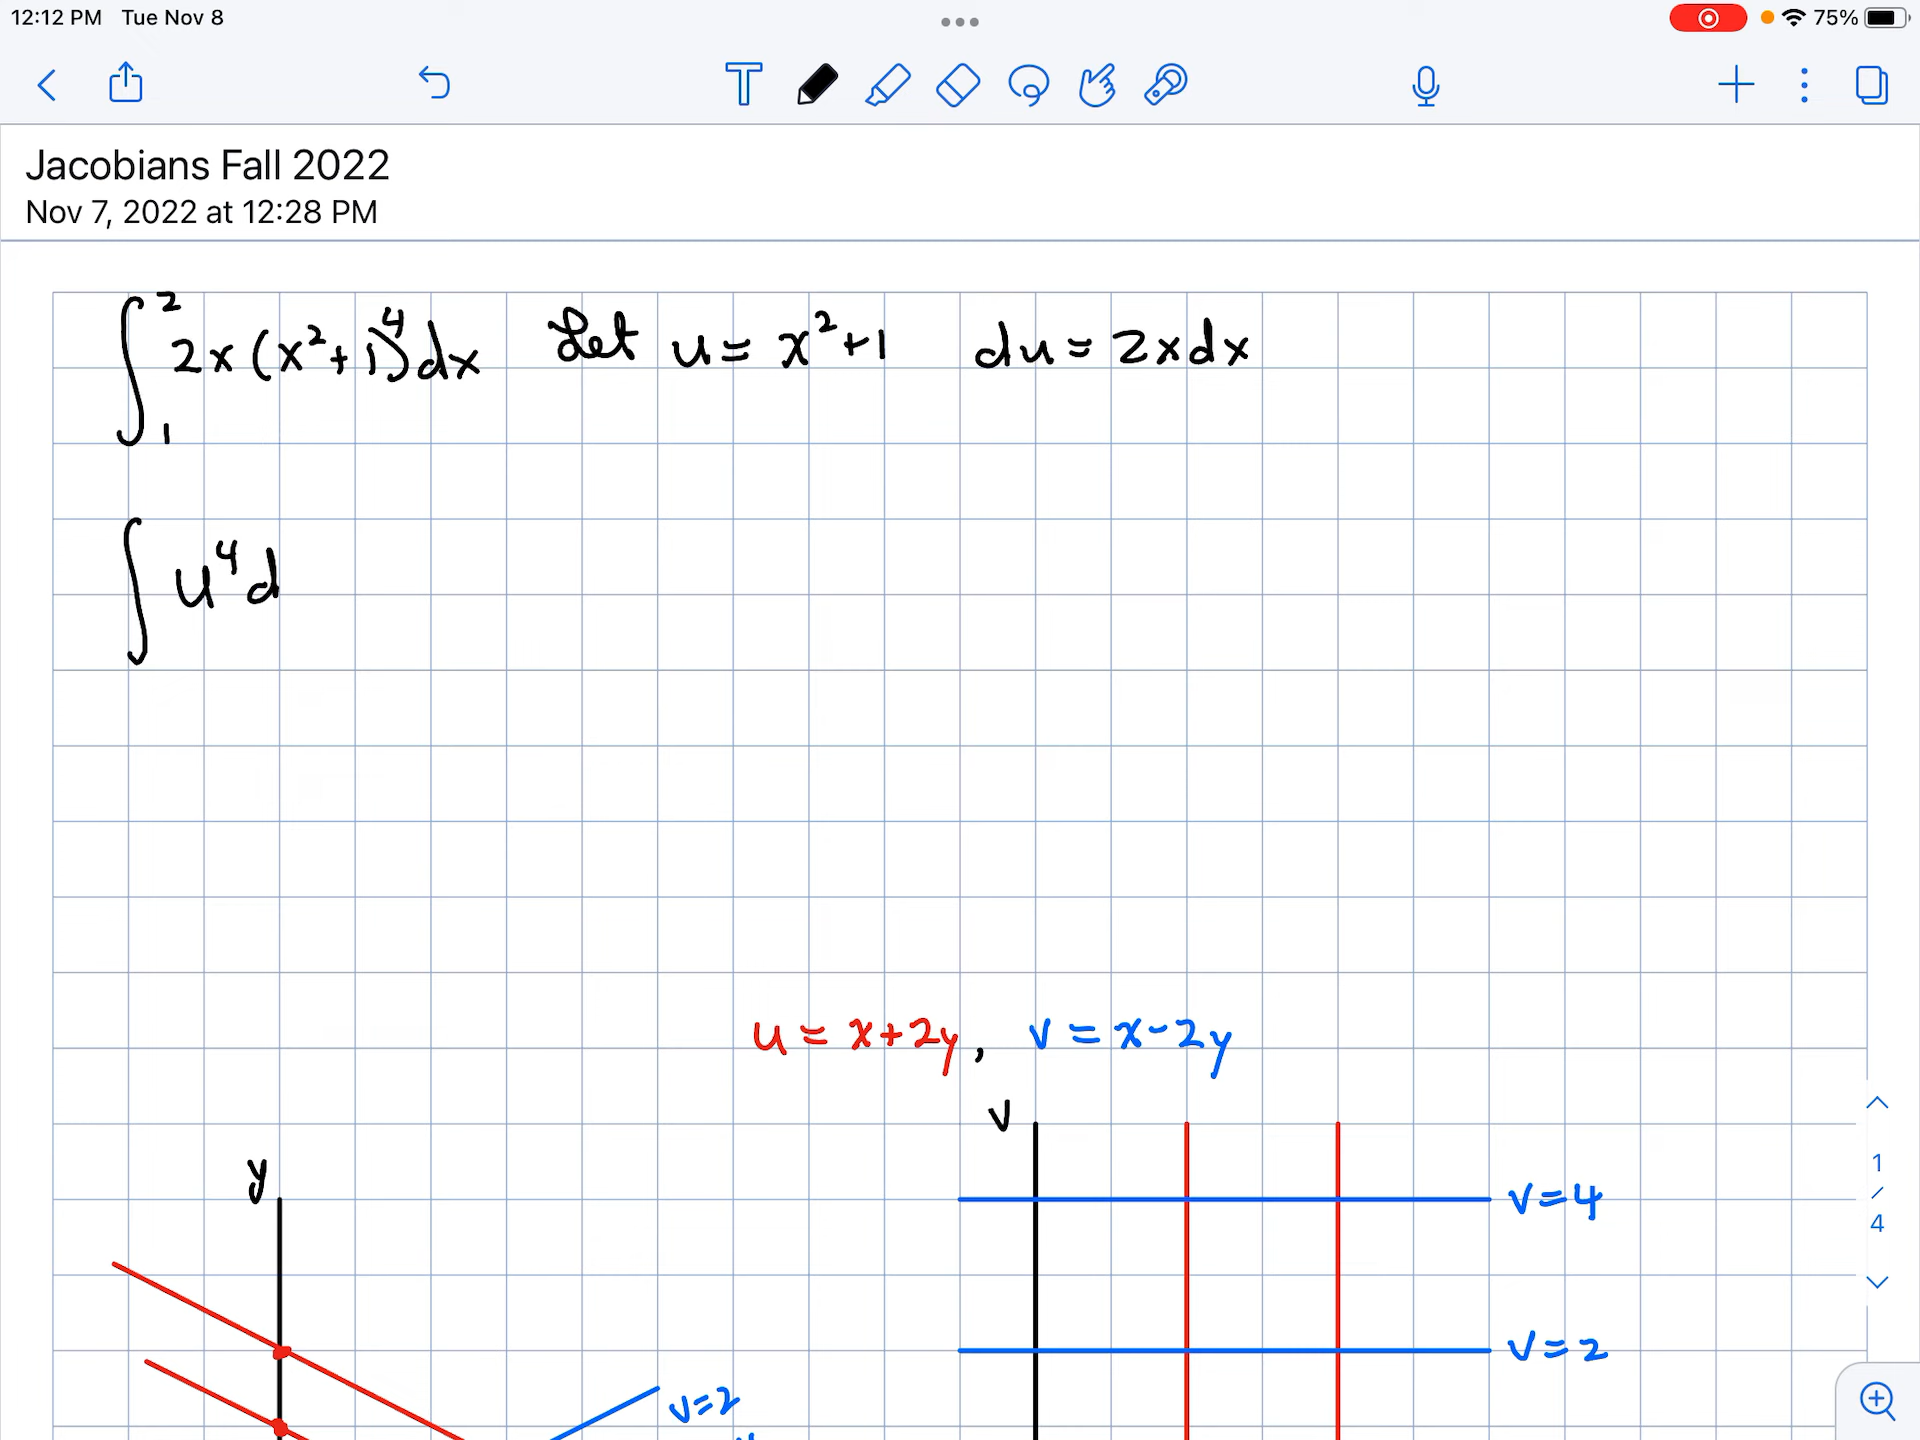 12:12 PM Tue Nov 8
75%
Jacobians Fall 2022
Nov 7, 2022 at 12:28 PM
∫₁² 2x(x²+1)⁴dx Let u = x²+1 du = 2xdx
∫ u⁴d
u = x+2y, v = x-2y
v
y
v=4
v=2
v=2
1
/
4